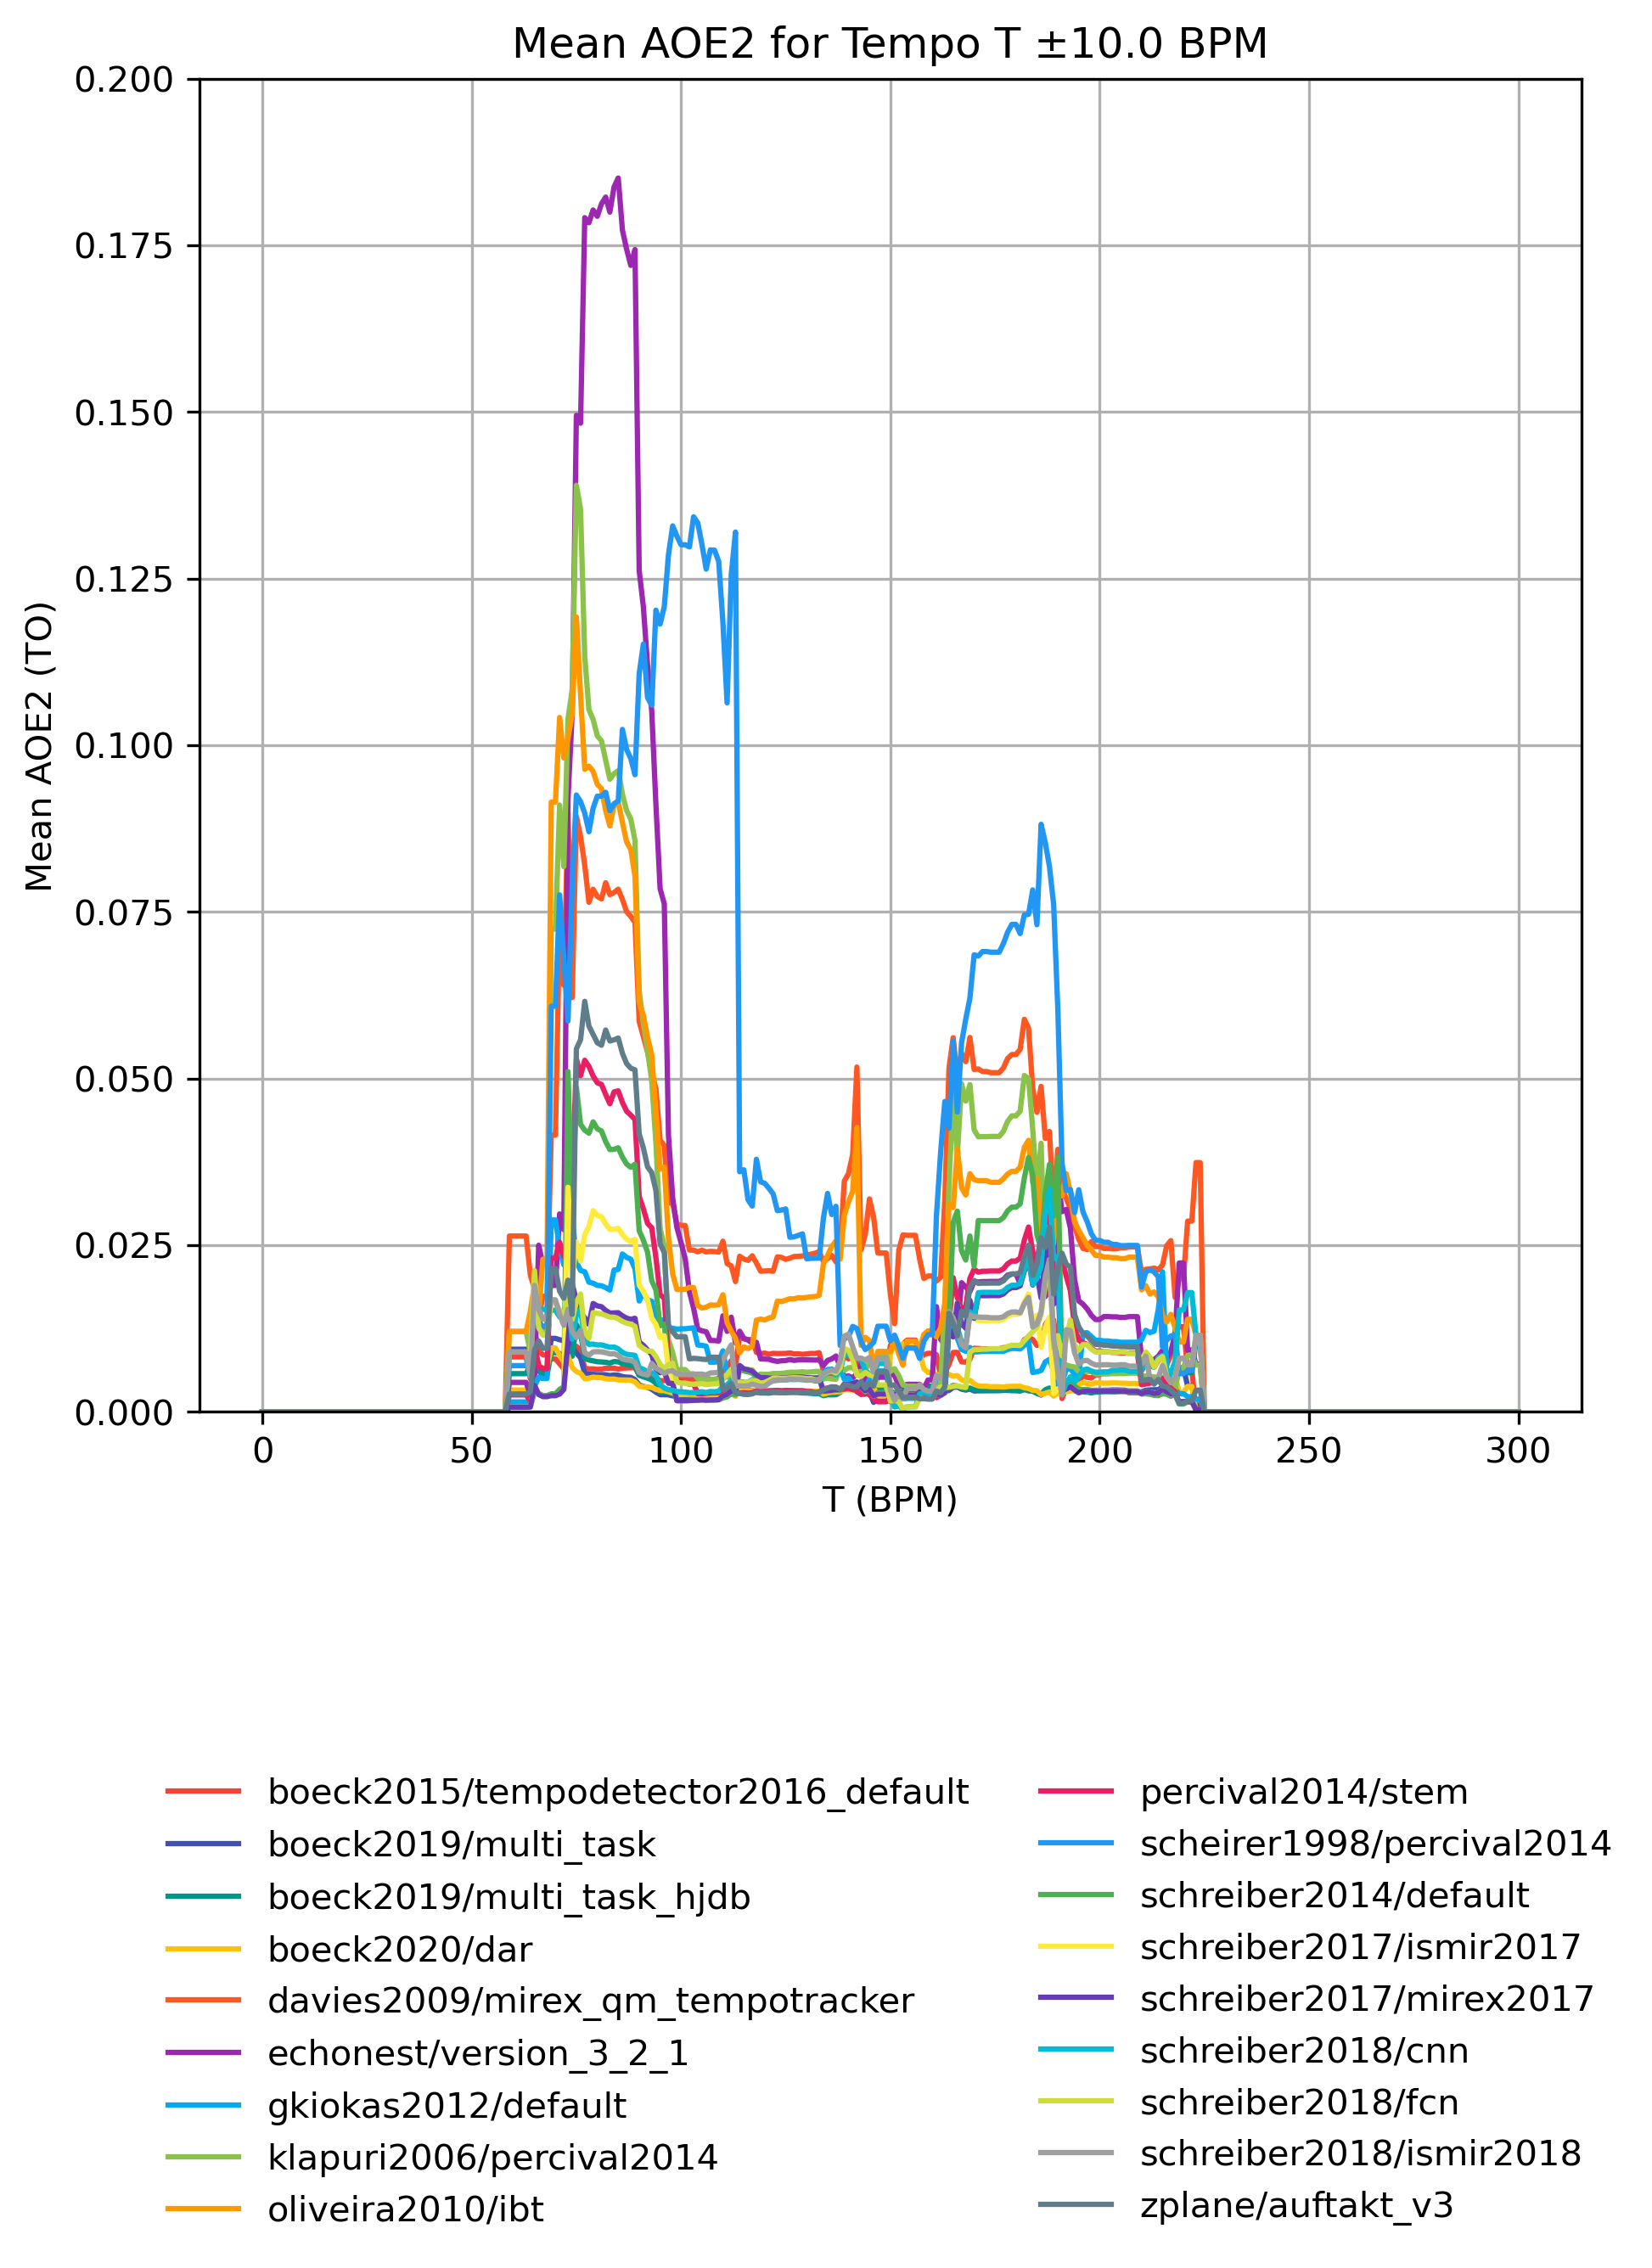 Mean AOE2 for Tempo T ±10.0 BPM
0.200
0.175
0.150
0.125
0.100
0.075
0.050
0.025
0.000
Mean AOE2 (TO)
0 50 100 150 200 250 300
T (BPM)
boeck2015/tempodetector2016_default
boeck2019/multi_task
boeck2019/multi_task_hjdb
boeck2020/dar
davies2009/mirex_qm_tempotracker
echonest/version_3_2_1
gkiokas2012/default
klapuri2006/percival2014
oliveira2010/ibt
percival2014/stem
scheirer1998/percival2014
schreiber2014/default
schreiber2017/ismir2017
schreiber2017/mirex2017
schreiber2018/cnn
schreiber2018/fcn
schreiber2018/ismir2018
zplane/auftakt_v3